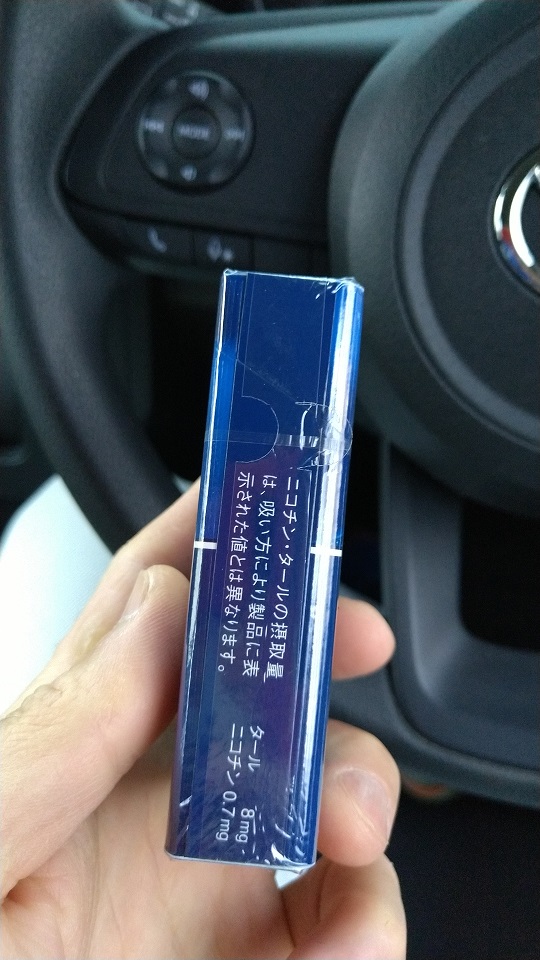 MODE
ニコチン・タールの摂取量
は、吸い方により製品に表
示された値とは異なります。
タール 8mg
ニコチン 0.7mg